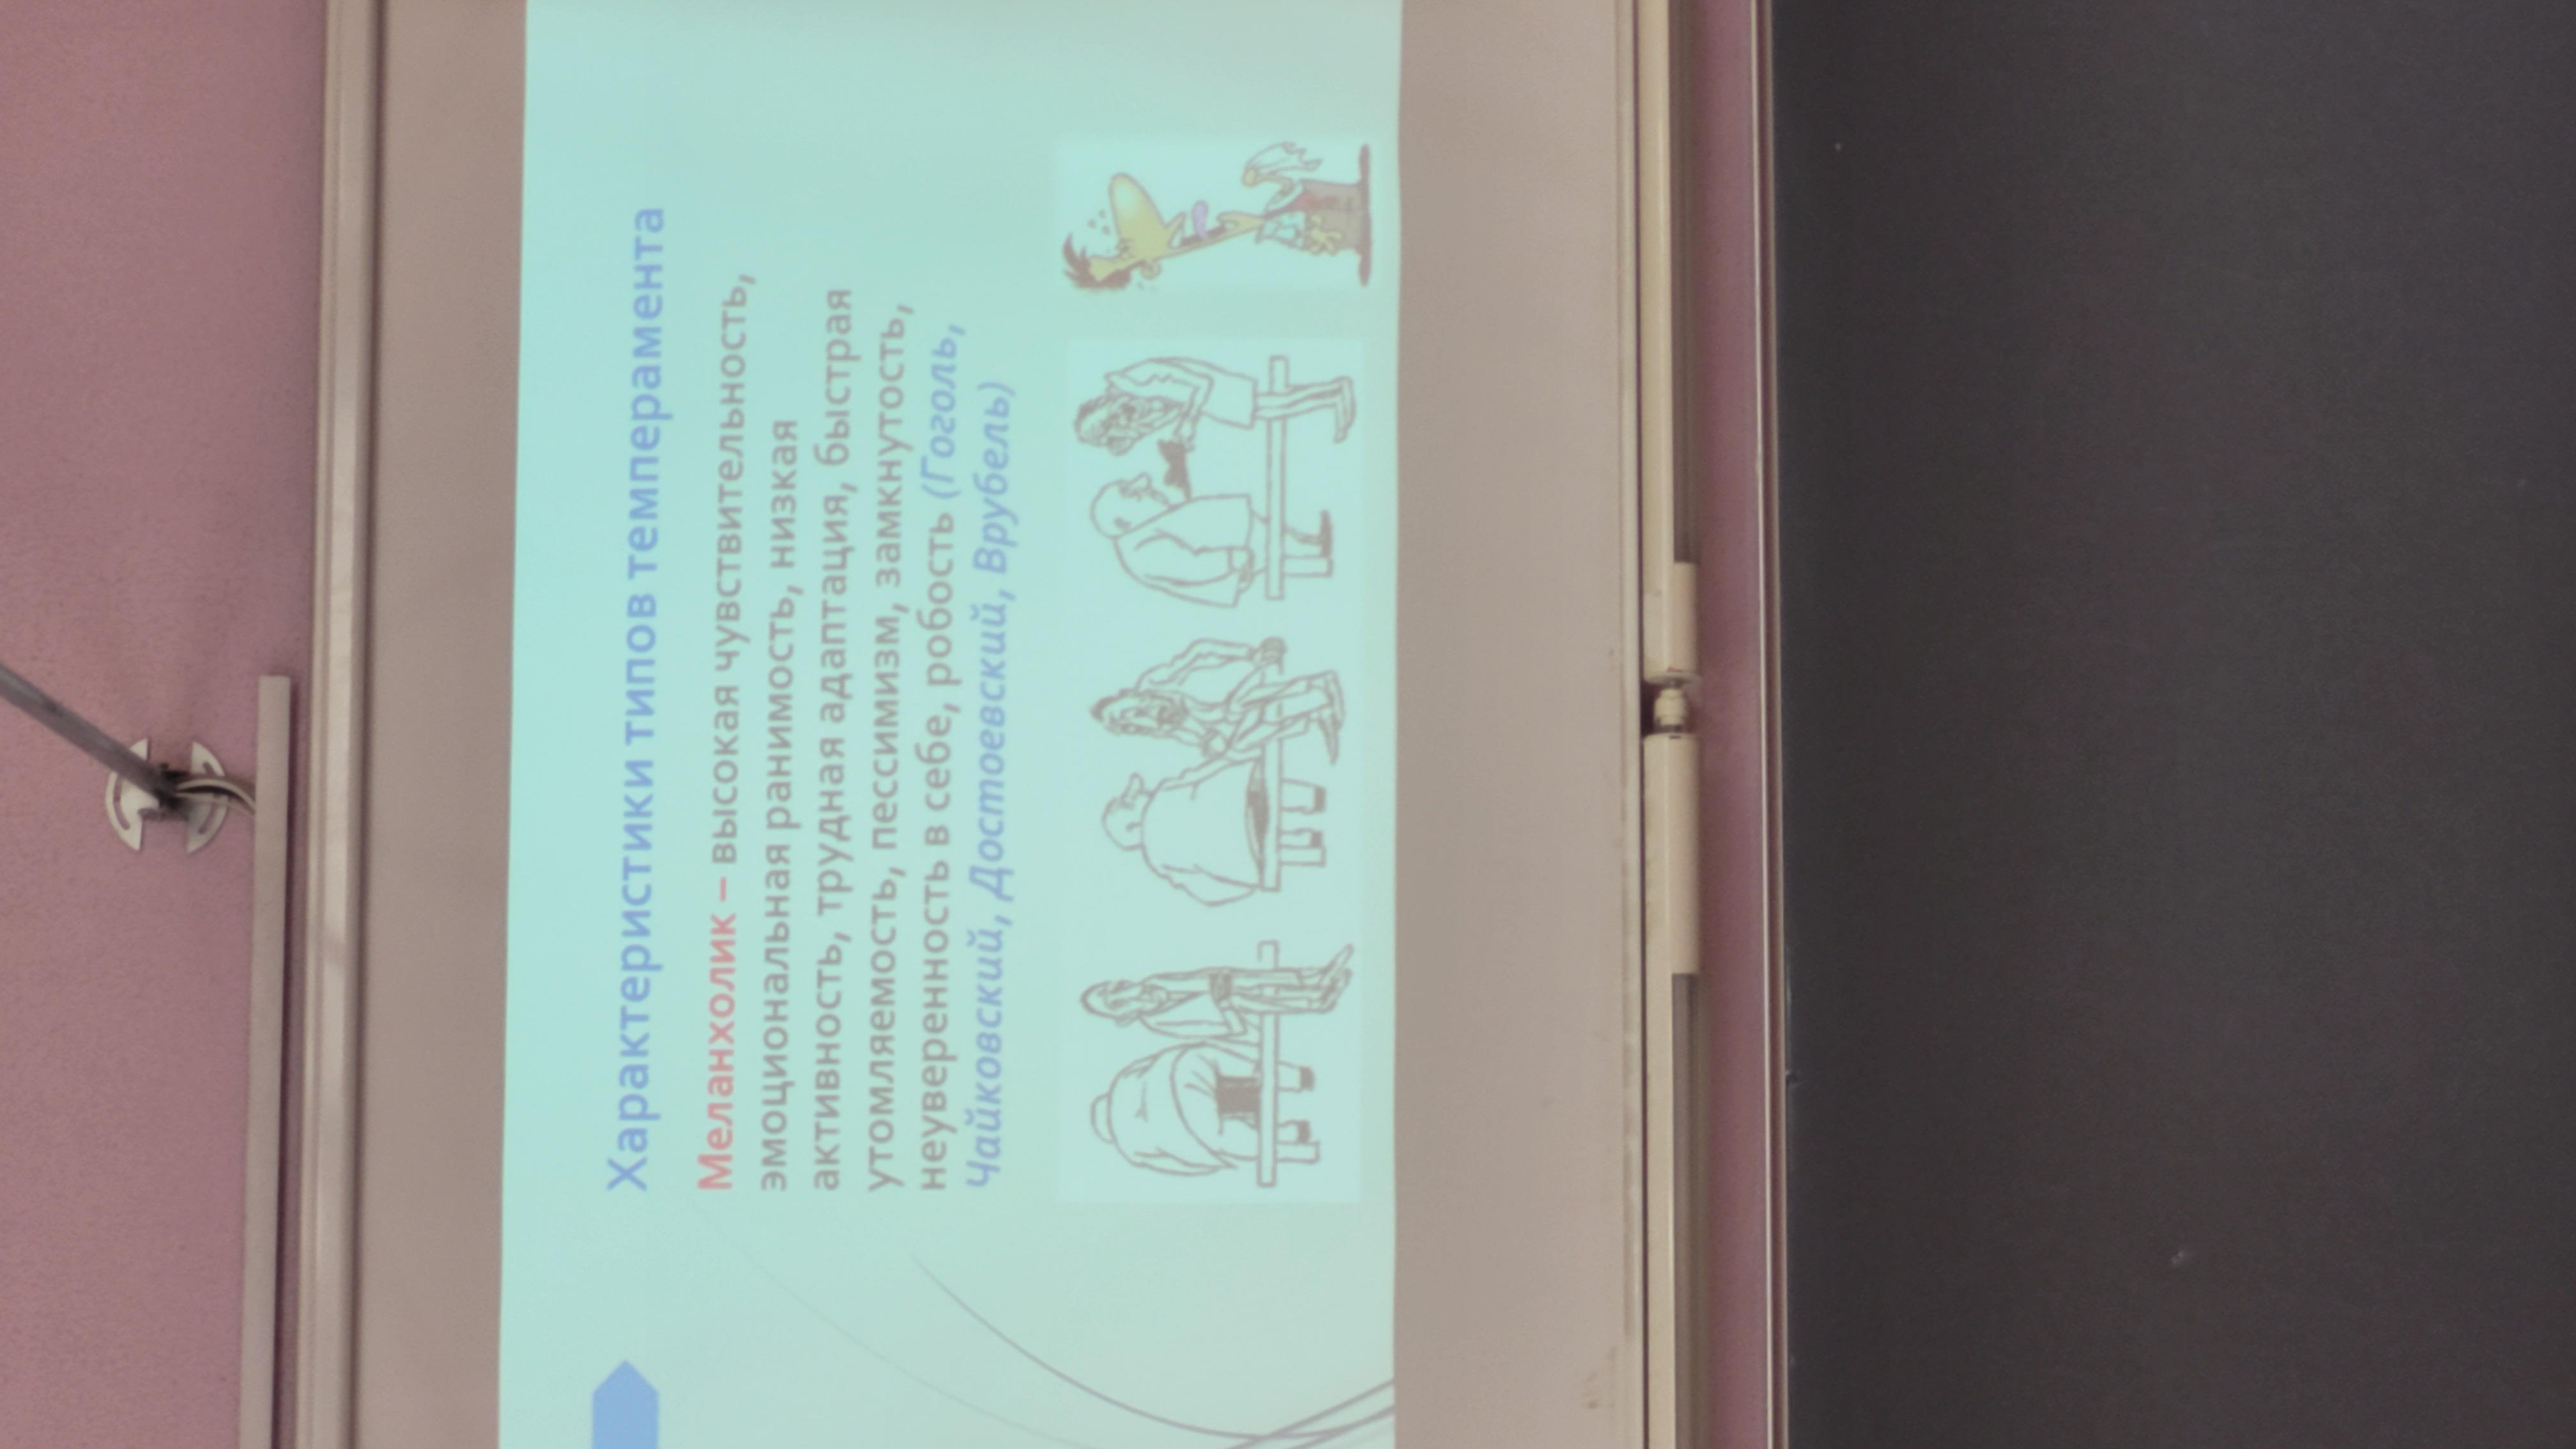 Характеристики типов темперамента
Меланхолик – высокая чувствительность,
эмоциональная ранимость, низкая
активность, трудная адаптация, быстрая
утомляемость, пессимизм, замкнутость,
неуверенность в себе, робость (Гоголь,
Чайковский, Достоевский, Врубель)